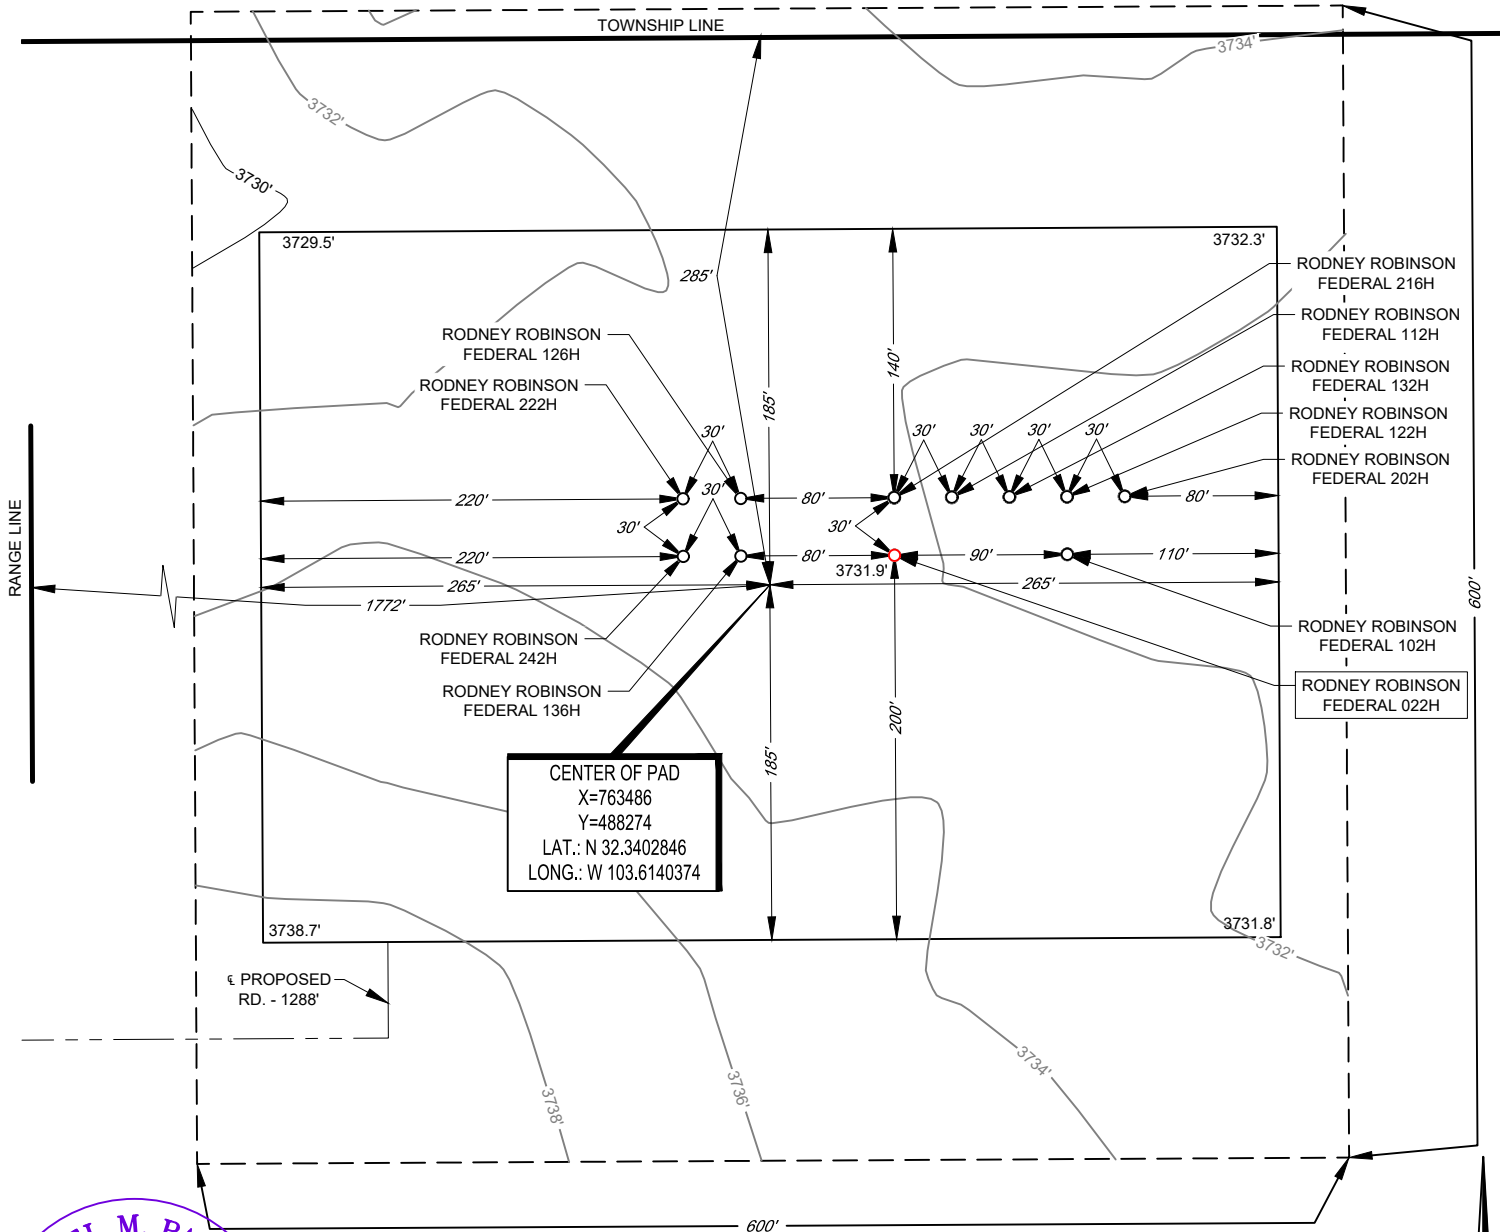 TOWNSHIP LINE
3734'
3732'
3730'
3729.5'
3732.3'
285'
RODNEY ROBINSON
FEDERAL 216H
RODNEY ROBINSON
FEDERAL 126H
RODNEY ROBINSON
FEDERAL 112H
140'
RODNEY ROBINSON
FEDERAL 222H
RODNEY ROBINSON
FEDERAL 132H
185'
RODNEY ROBINSON
FEDERAL 122H
30'
30'
30'
30'
30'
RODNEY ROBINSON
FEDERAL 202H
30'
220'
80'
80'
30'
30'
220'
80'
90'
110'
3731.9'
265'
265'
RANGE LINE
1772'
600'
RODNEY ROBINSON
FEDERAL 242H
RODNEY ROBINSON
FEDERAL 102H
RODNEY ROBINSON
FEDERAL 136H
RODNEY ROBINSON
FEDERAL 022H
200'
185'
CENTER OF PAD
X=763486
Y=488274
LAT.: N 32.3402846
LONG.: W 103.6140374
3738.7'
3731.8'
3732'
℄ PROPOSED
RD. - 1288'
3734'
3736'
3738'
600'
M.